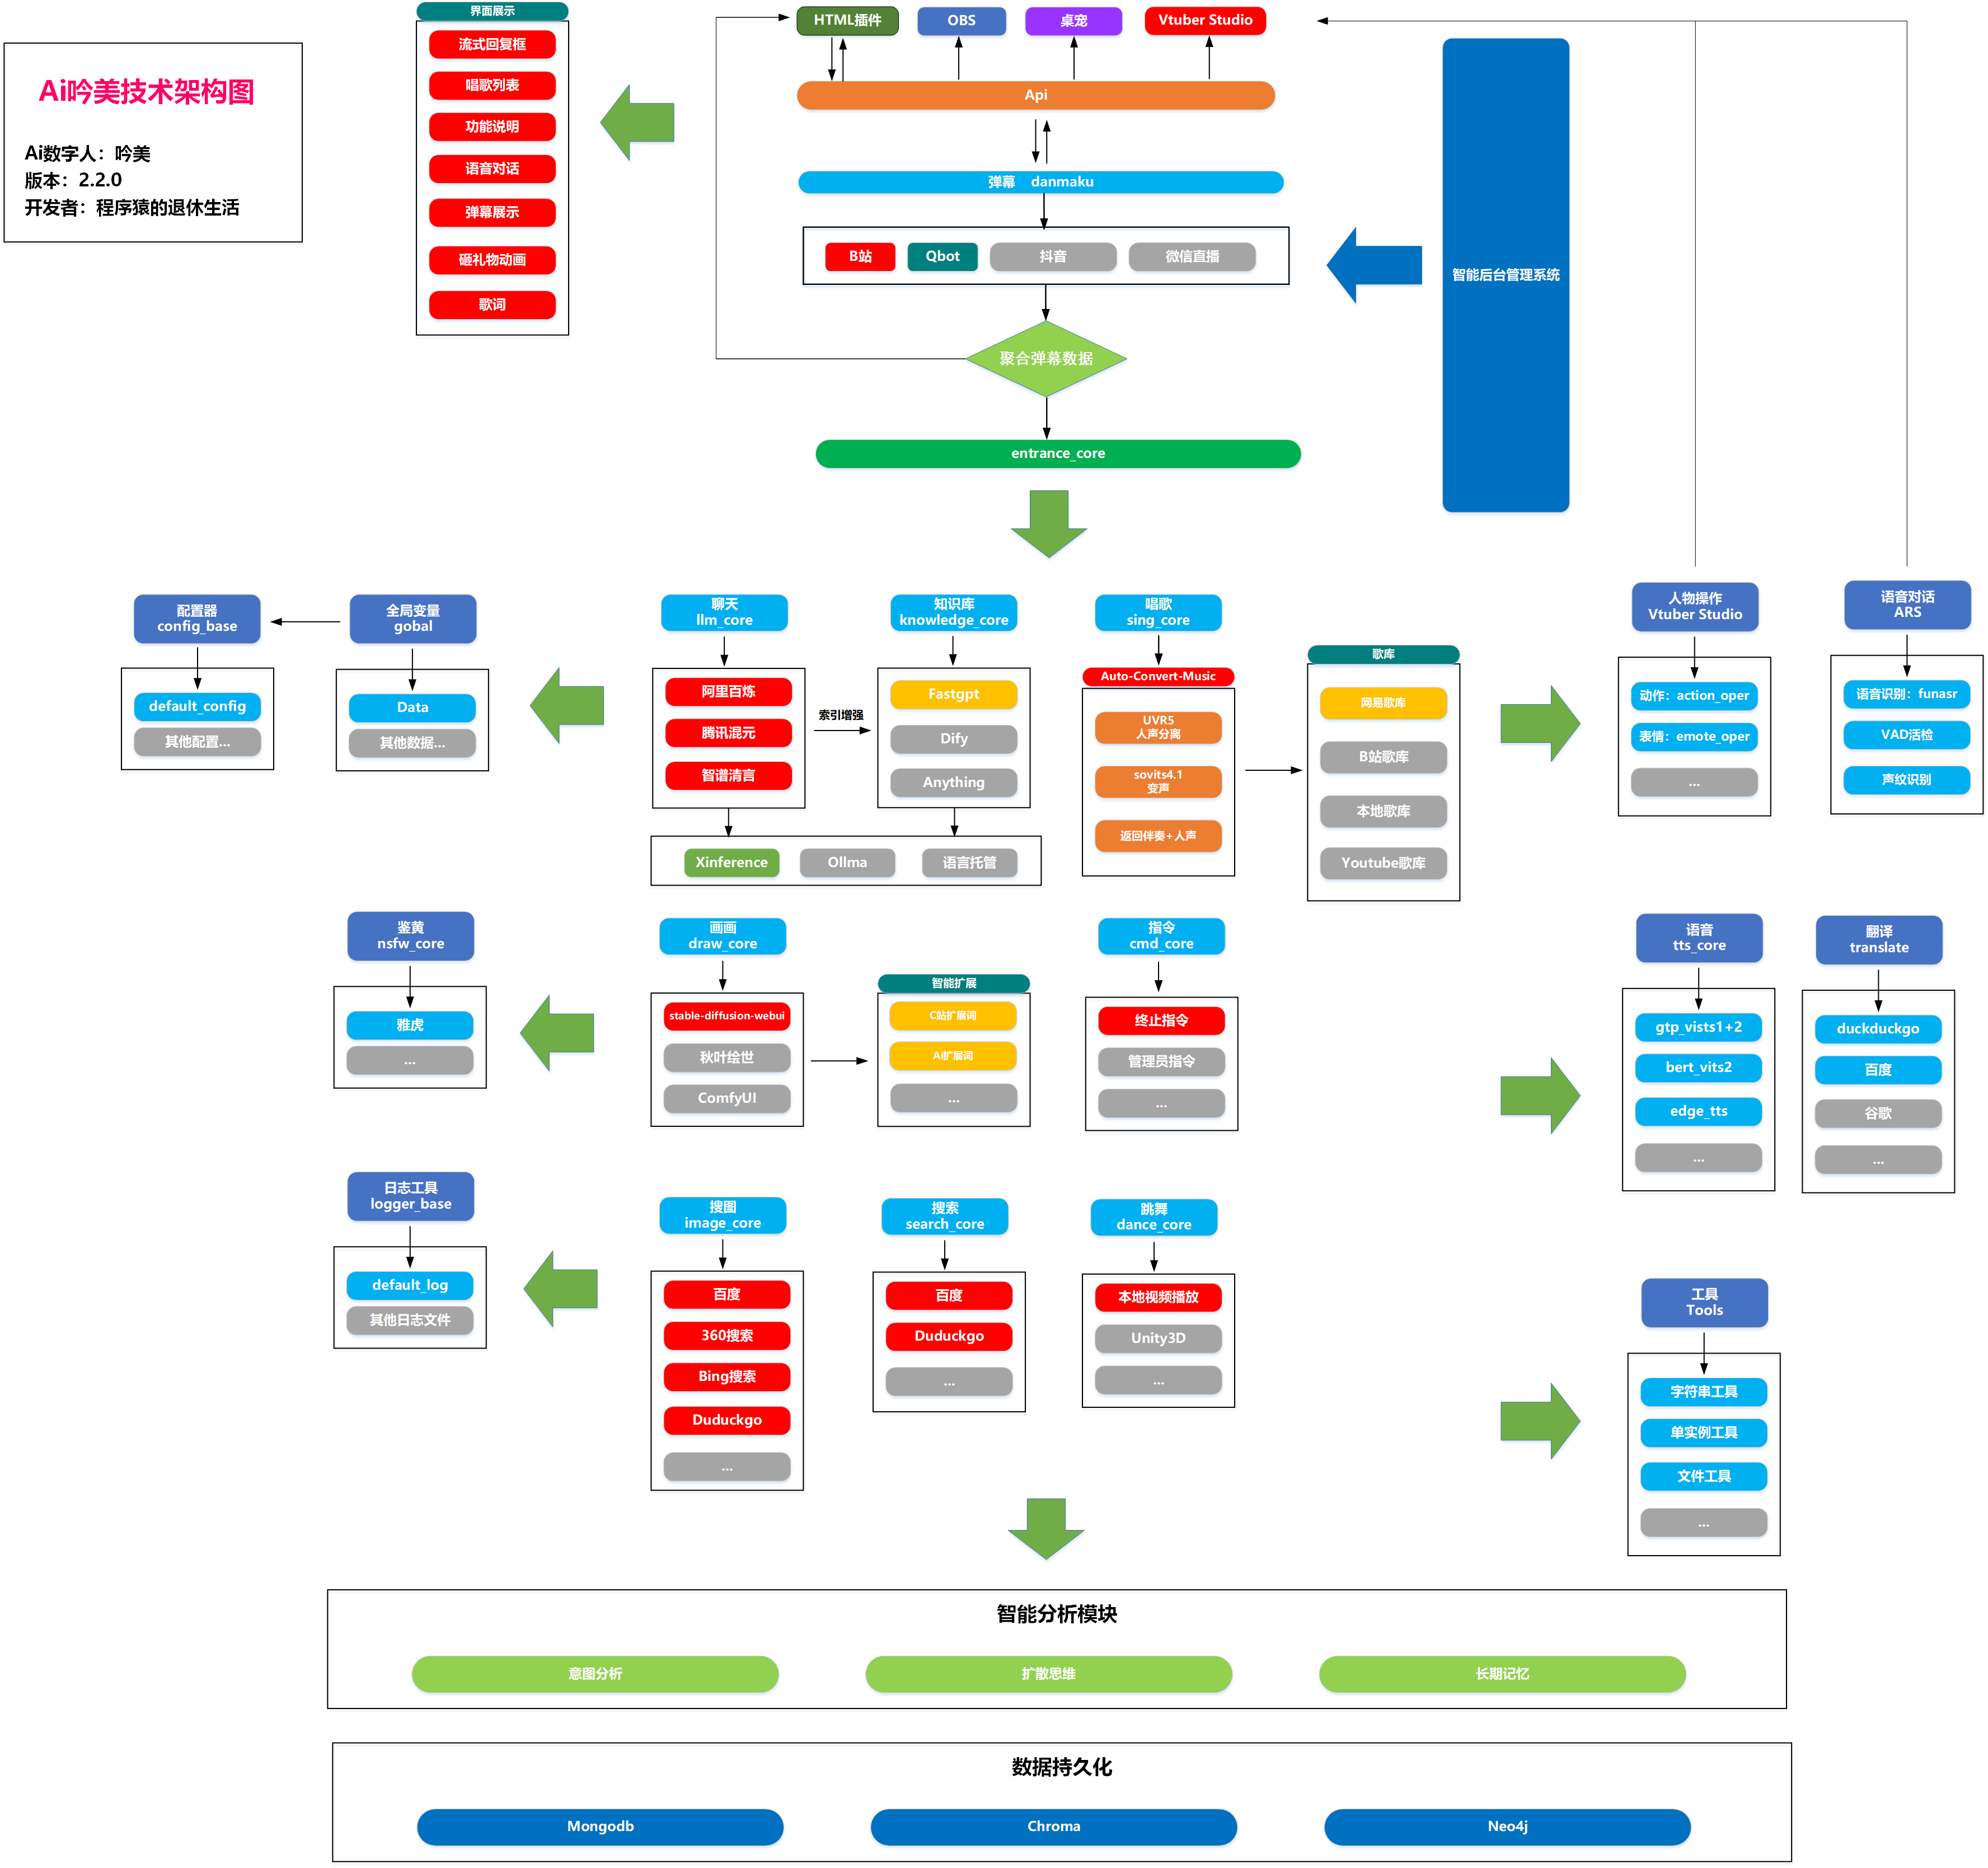 Ai吟美技术架构图
Ai数字人：吟美
版本：2.2.0
开发者：程序猿的退休生活
界面展示
流式回复框
唱歌列表
功能说明
语音对话
弹幕展示
砸礼物动画
歌词
HTML插件
OBS
桌宠
Vtuber Studio
Api
弹幕 danmaku
B站
Qbot
抖音
微信直播
聚合弹幕数据
entrance_core
智能后台管理系统
配置器
config_base
default_config
其他配置...
全局变量
gobal
Data
其他数据...
聊天
llm_core
阿里百炼
腾讯混元
智谱清言
索引增强
知识库
knowledge_core
Fastgpt
Dify
Anything
Xinference
Ollma
语言托管
唱歌
sing_core
Auto-Convert-Music
UVR5
人声分离
sovits4.1
变声
返回伴奏+人声
歌库
网易歌库
B站歌库
本地歌库
Youtube歌库
人物操作
Vtuber Studio
动作：action_oper
表情：emote_oper
...
语音对话
ARS
语音识别：funasr
VAD活检
声纹识别
鉴黄
nsfw_core
雅虎
...
画画
draw_core
stable-diffusion-webui
秋叶绘世
ComfyUI
智能扩展
C站扩展词
AI扩展词
...
指令
cmd_core
终止指令
管理员指令
...
语音
tts_core
gtp_vists1+2
bert_vits2
edge_tts
...
翻译
translate
duckduckgo
百度
谷歌
...
日志工具
logger_base
default_log
其他日志文件
搜图
image_core
百度
360搜索
Bing搜索
Duduckgo
...
搜索
search_core
百度
Duduckgo
...
跳舞
dance_core
本地视频播放
Unity3D
...
工具
Tools
字符串工具
单实例工具
文件工具
...
智能分析模块
意图分析
扩散思维
长期记忆
数据持久化
Mongodb
Chroma
Neo4j